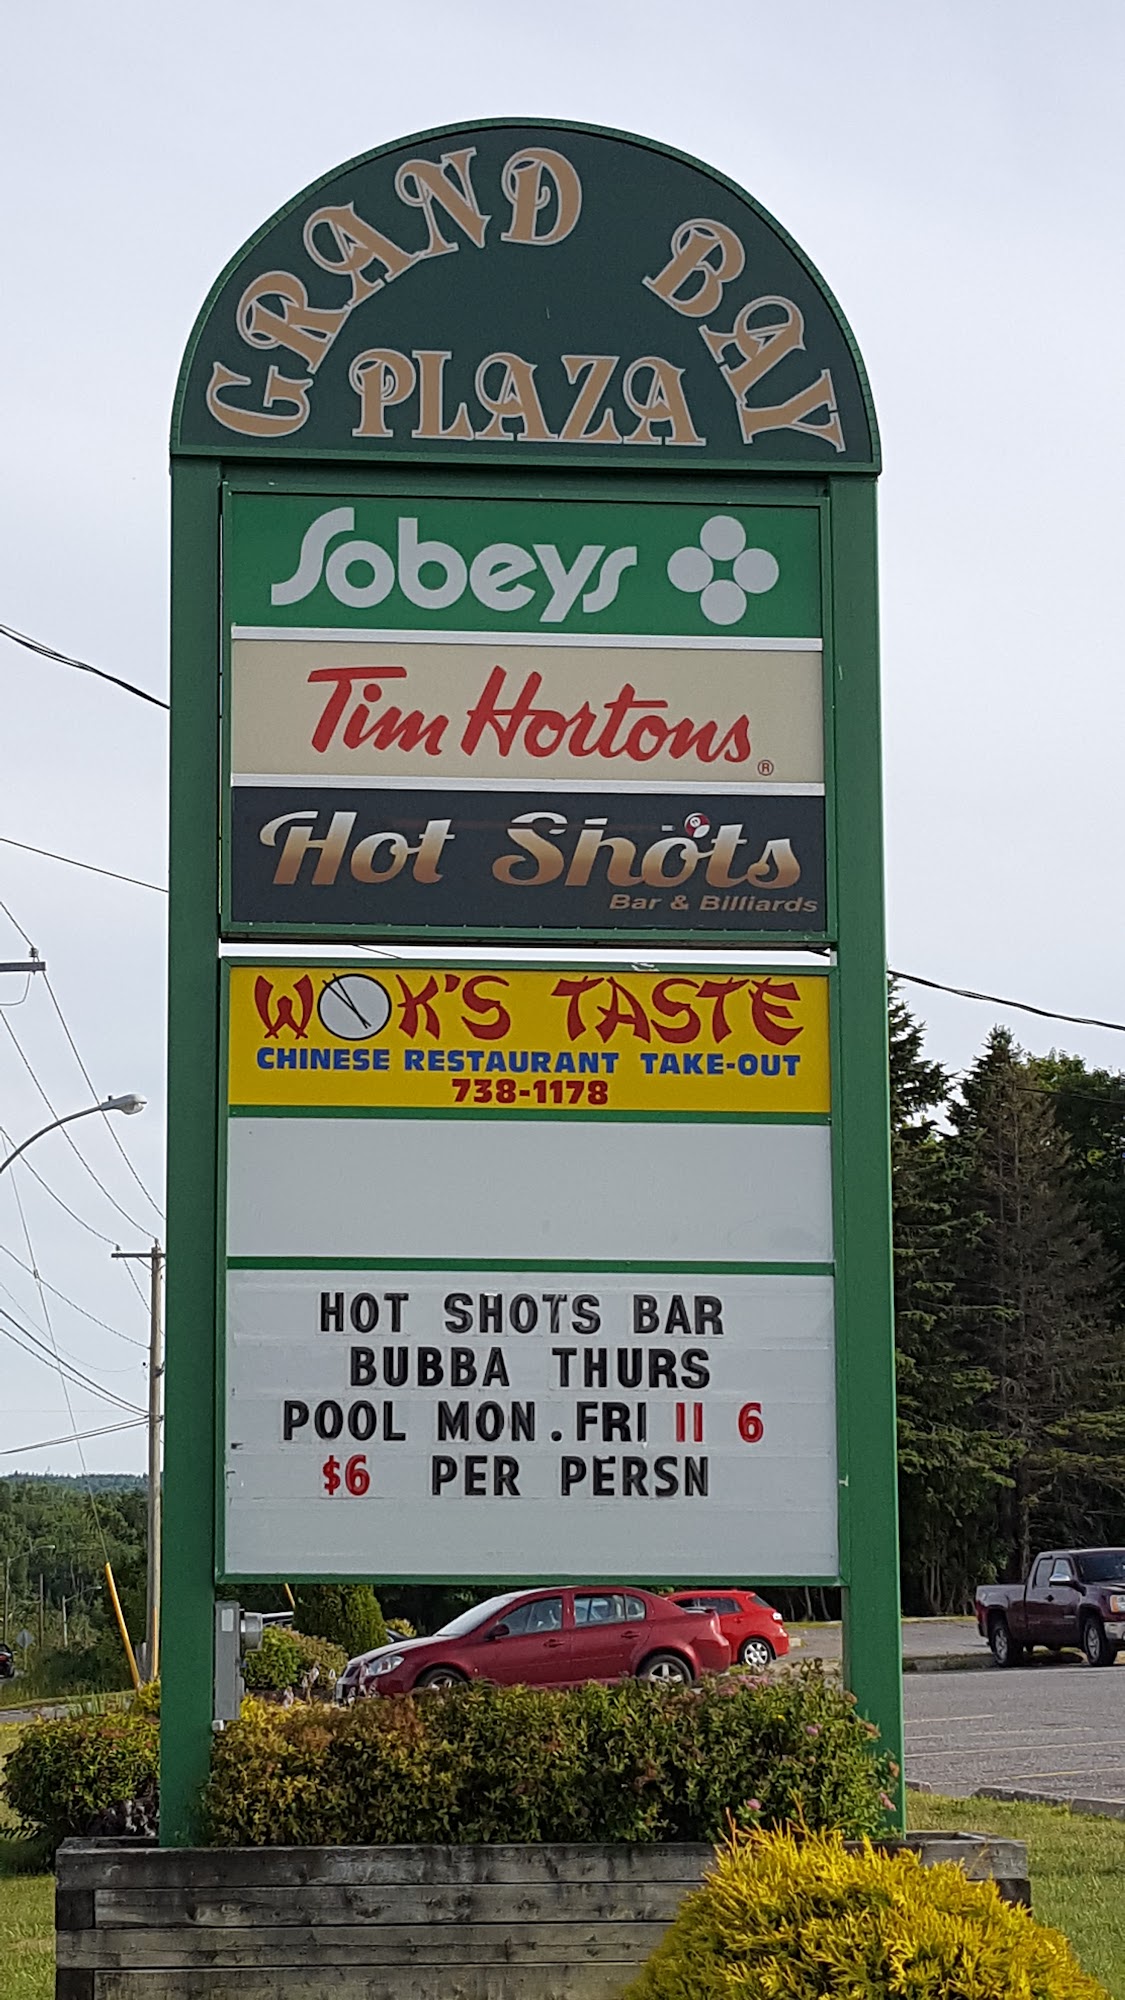 GRAND BAY
PLAZA
Sobeys
Tim Hortons®
Hot Shots
Bar & Billiards
WOK'S TASTE
CHINESE RESTAURANT TAKE-OUT
738-1178
HOT SHOTS BAR
BUBBA THURS
POOL MON.FRI 11 6
$6 PER PERSN